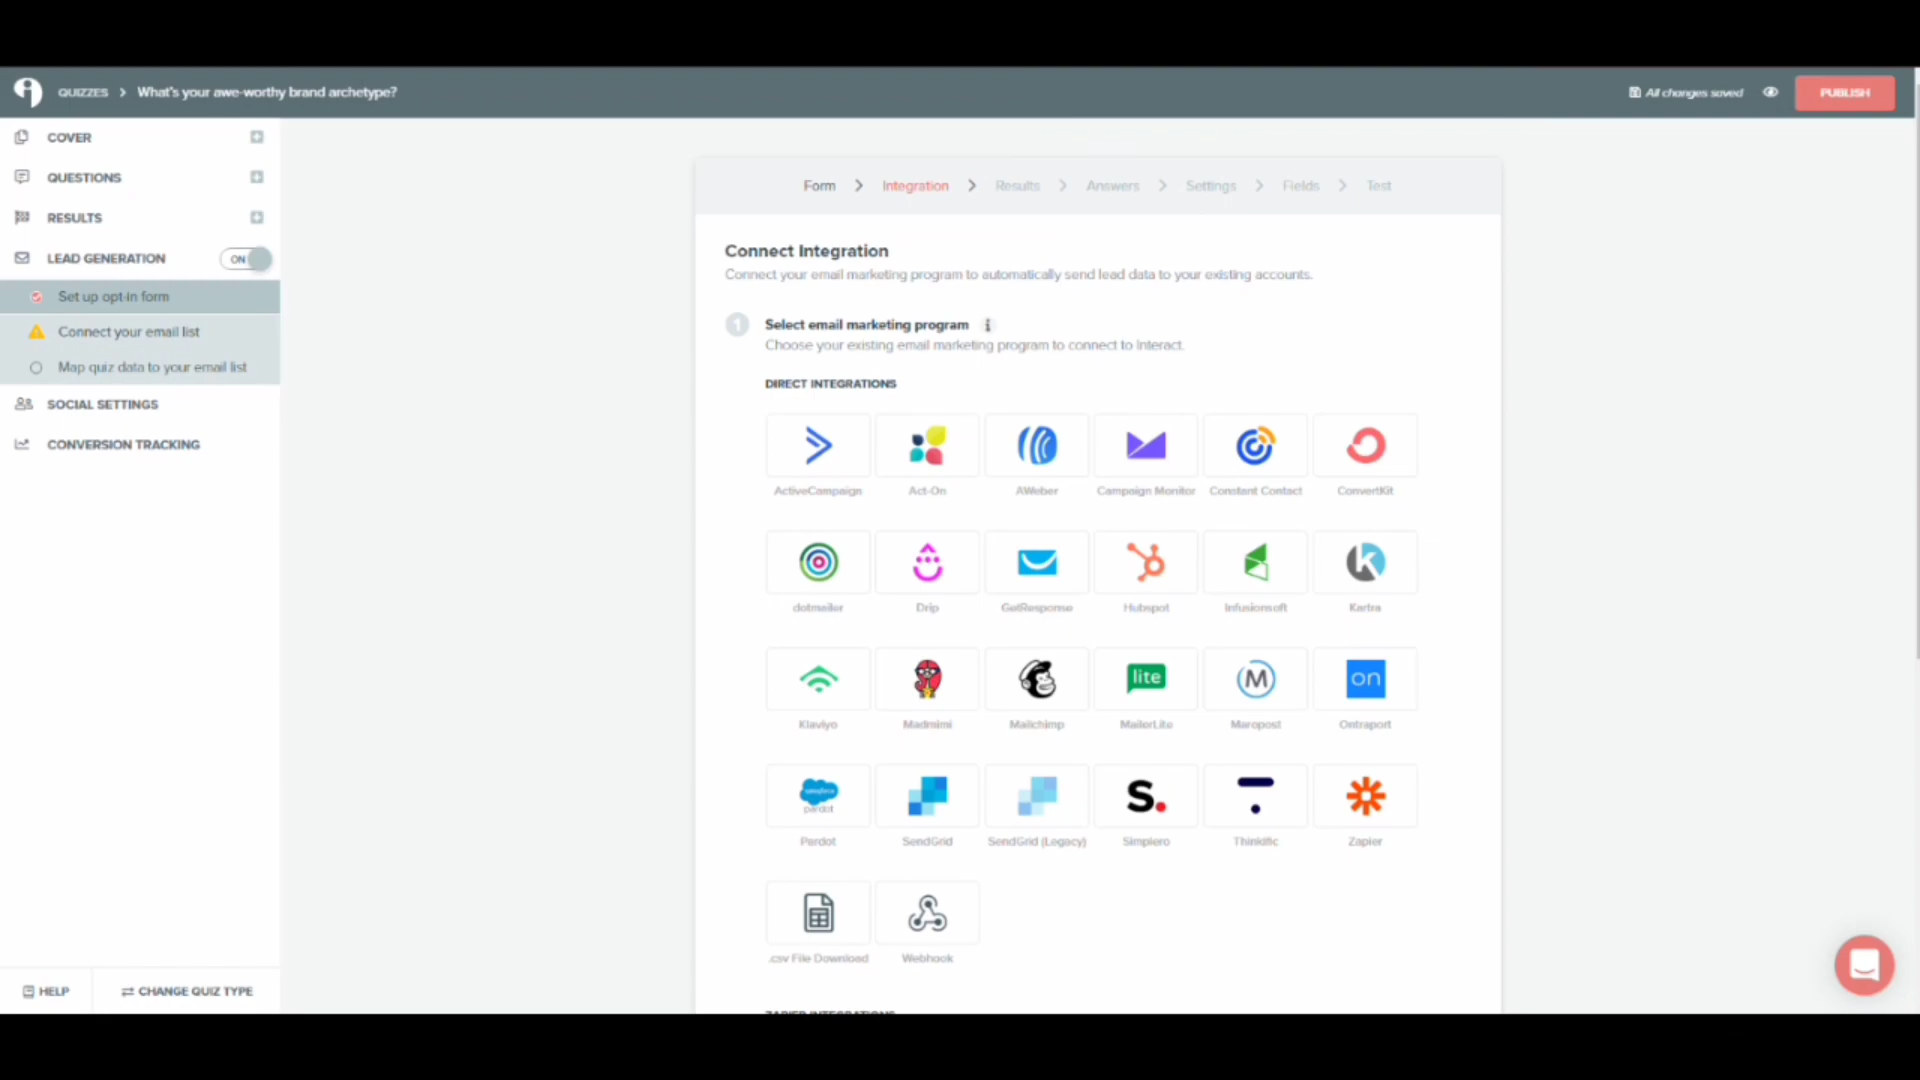 QUIZZES > What's your awe-worthy brand archetype?
All changes saved
PUBLISH
COVER
QUESTIONS
RESULTS
LEAD GENERATION ON
Set up opt-in form
Connect your email list
Map quiz data to your email list
SOCIAL SETTINGS
CONVERSION TRACKING
HELP
CHANGE QUIZ TYPE
Form > Integration > Results > Answers > Settings > Fields > Test
Connect Integration
Connect your email marketing program to automatically send lead data to your existing accounts.
1 Select email marketing program i
Choose your existing email marketing program to connect to Interact.
DIRECT INTEGRATIONS
ActiveCampaign Act-On AWeber Campaign Monitor Constant Contact ConvertKit
dotmailer Drip GetResponse Hubspot Infusionsoft Kartra
lite
M
on
Klaviyo Madmimi Mailchimp MailerLite Maropost Ontraport
salesforce
pardot
S.
Pardot SendGrid SendGrid (Legacy) Simplero Thinkific Zapier
.csv File Download Webhook
ZAPIER INTEGRATIONS